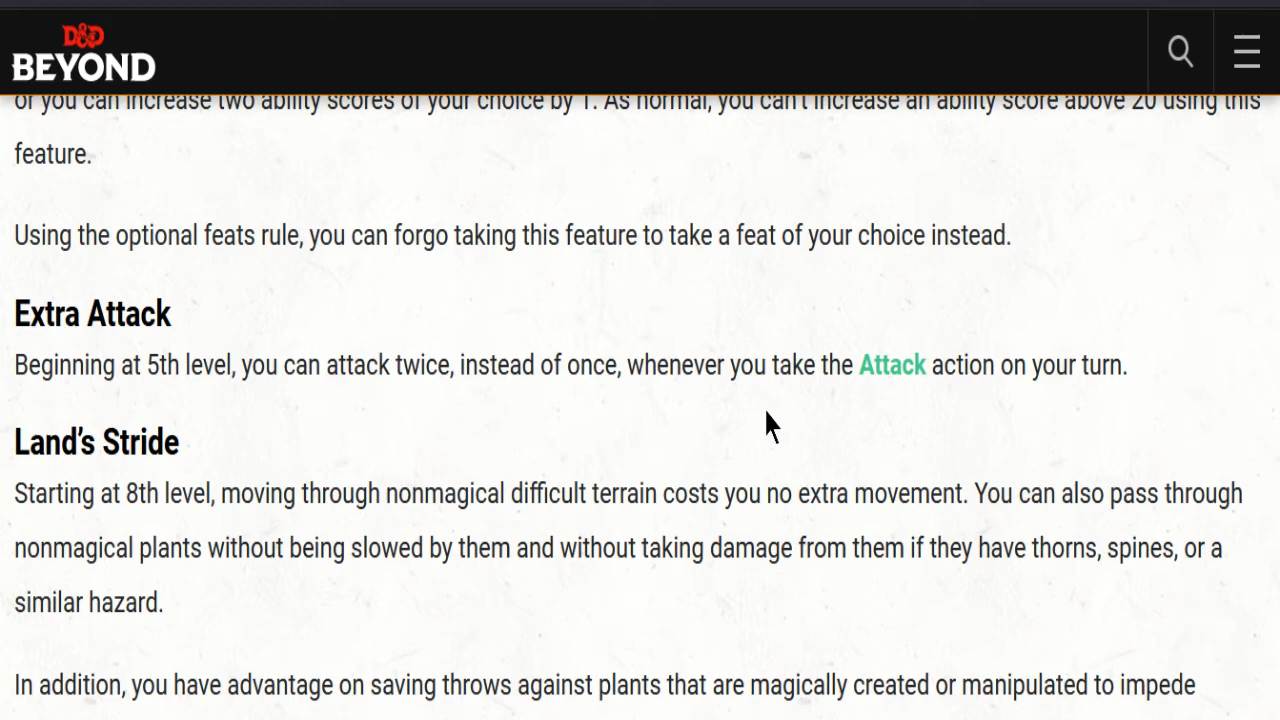 D&D
BEYOND
or you can increase two ability scores of your choice by 1. As normal, you can't increase an ability score above 20 using this
feature.
Using the optional feats rule, you can forgo taking this feature to take a feat of your choice instead.
Extra Attack
Beginning at 5th level, you can attack twice, instead of once, whenever you take the Attack action on your turn.
Land’s Stride
Starting at 8th level, moving through nonmagical difficult terrain costs you no extra movement. You can also pass through
nonmagical plants without being slowed by them and without taking damage from them if they have thorns, spines, or a
similar hazard.
In addition, you have advantage on saving throws against plants that are magically created or manipulated to impede